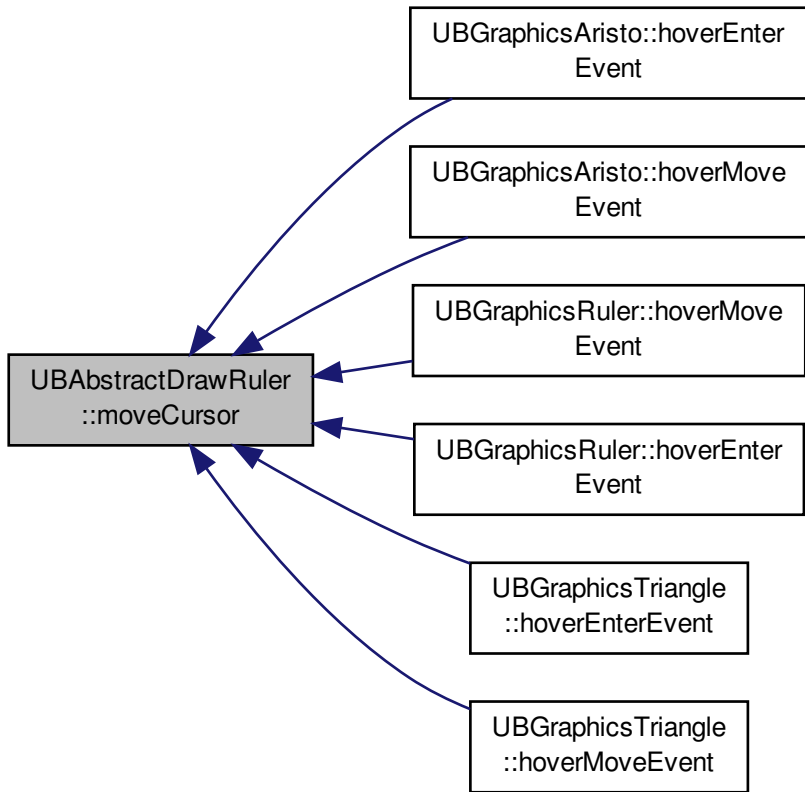 UBGraphicsAristo::hoverEnter
Event
UBGraphicsAristo::hoverMove
Event
UBGraphicsRuler::hoverMove
Event
UBAbstractDrawRuler
::moveCursor
UBGraphicsRuler::hoverEnter
Event
UBGraphicsTriangle
::hoverEnterEvent
UBGraphicsTriangle
::hoverMoveEvent